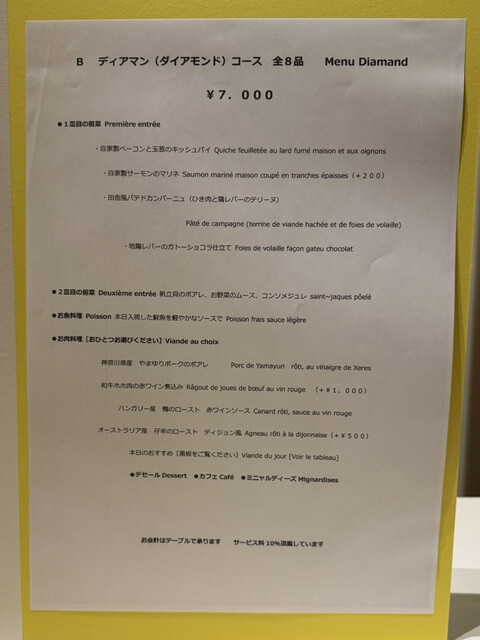 B　ディアマン（ダイアモンド）コース　全８品　　Menu Diamand
￥７．０００
●１皿目の前菜 Première entrée
・自家製ベーコンと玉葱のキッシュパイ Quiche feuilletée au lard fumé maison et aux oignons
・自家製サーモンのマリネ Saumon mariné maison coupé en tranches épaisses（＋２００）
・田舎風パテドカンパーニュ（ひき肉と鶏レバーのテリーヌ）
Pâté de campagne (terrine de viande hachée et de foies de volaille)
・地鶏レバーのガトーショコラ仕立て Foies de volaille façon gateu chocolat
●２皿目の前菜 Deuxième entrée 帆立貝のポアレ、お野菜のムース、コンソメジュレ saint~jaques pôelé
●お魚料理 Poisson 本日入荷した鮮魚を軽やかなソースで Poisson frais sauce légère
●お肉料理［おひとつお選びください］Viande au choix
神奈川県産　やまゆりポークのポアレ　　Porc de Yamayuri　rôti, au vinaigre de Xeres
和牛ホホ肉の赤ワイン煮込み Râgout de joues de bœuf au vin rouge　（＋￥１．０００）
ハンガリー産　鴨のロースト　赤ワインソース Canard rôti, sauce au vin rouge
オーストラリア産　仔羊のロースト　ディジョン風 Agneau rôti à la dijonnaise（＋￥５００）
本日のおすすめ［黒板をご覧ください］Viande du jour [Voir le tableau]
●デセール Dessert　●カフェ Café　●ミニャルディーズ Mignardises
お会計はテーブルで承ります　　サービス料 10％頂戴しています